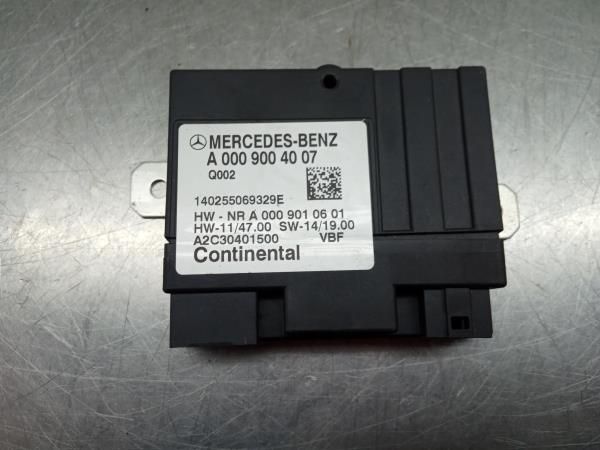 MERCEDES-BENZ
A 000 900 40 07
Q002
140255069329E
HW - NR A 000 901 06 01
HW-11/47.00 SW-14/19.00
A2C30401500 VBF
Continental